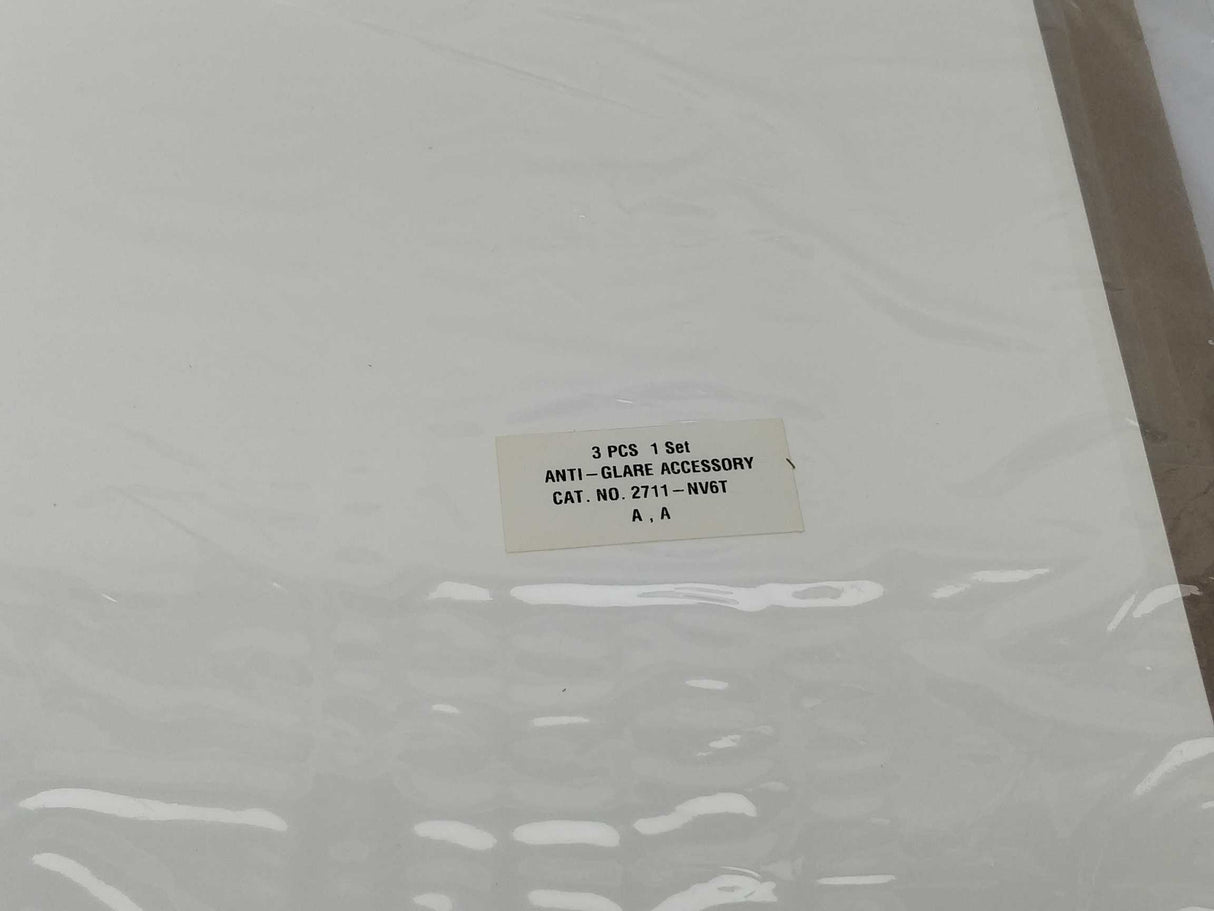 3 PCS 1 Set
ANTI-GLARE ACCESSORY
CAT. NO. 2711-NV6T
A , A